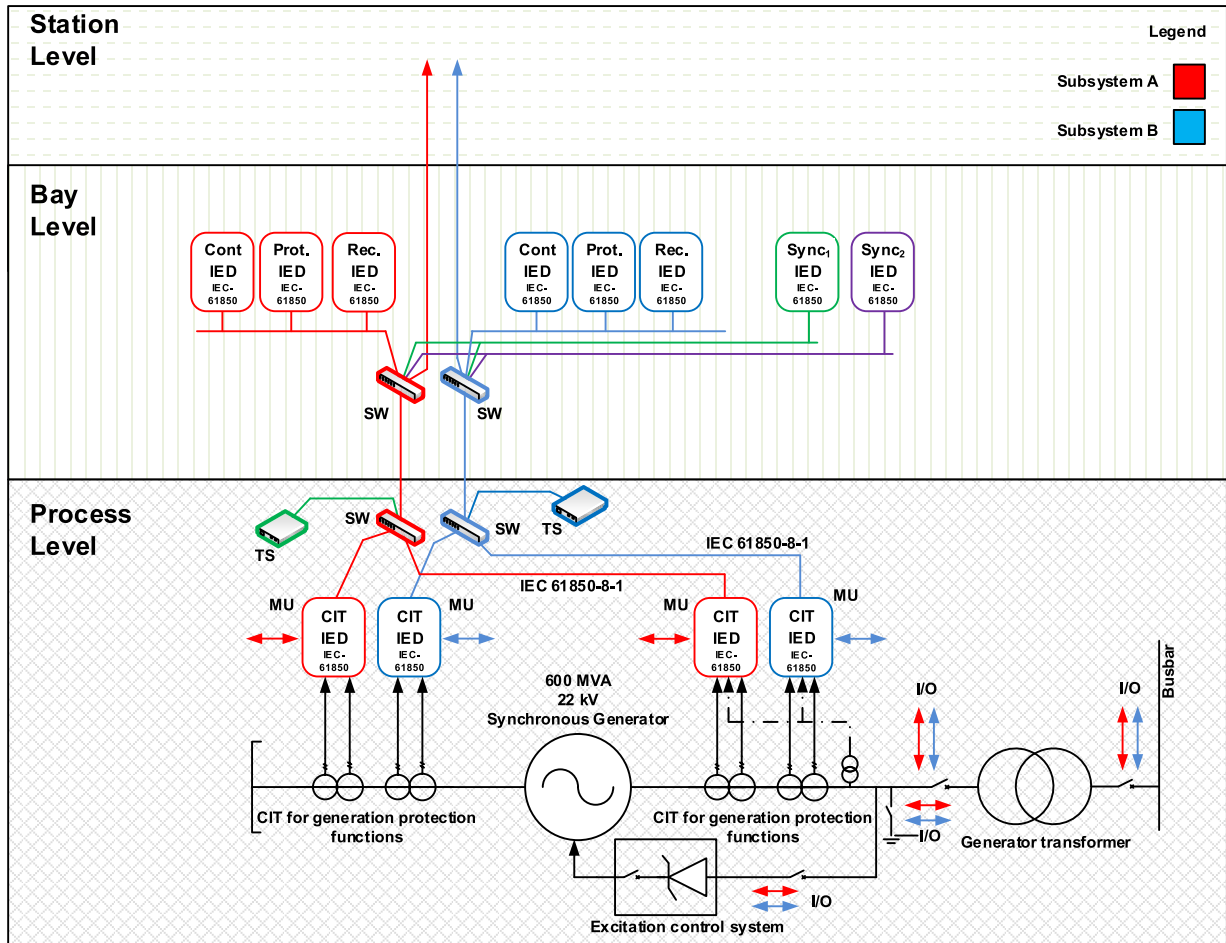 Station
Level
Legend
Subsystem A
Subsystem B
Bay
Level
Cont
IED
IEC-
61850
Prot.
IED
IEC-
61850
Rec.
IED
IEC-
61850
Cont
IED
IEC-
61850
Prot.
IED
IEC-
61850
Rec.
IED
IEC-
61850
Sync₁
IED
IEC-
61850
Sync₂
IED
IEC-
61850
SW
SW
Process
Level
TS
SW
SW
TS
IEC 61850-8-1
IEC 61850-8-1
MU
CIT
IED
IEC-
61850
CIT
IED
IEC-
61850
MU
MU
CIT
IED
IEC-
61850
CIT
IED
IEC-
61850
MU
600 MVA
22 kV
Synchronous Generator
I/O
I/O
Busbar
CIT for generation protection
functions
CIT for generation protection
functions
I/O
Generator transformer
I/O
Excitation control system